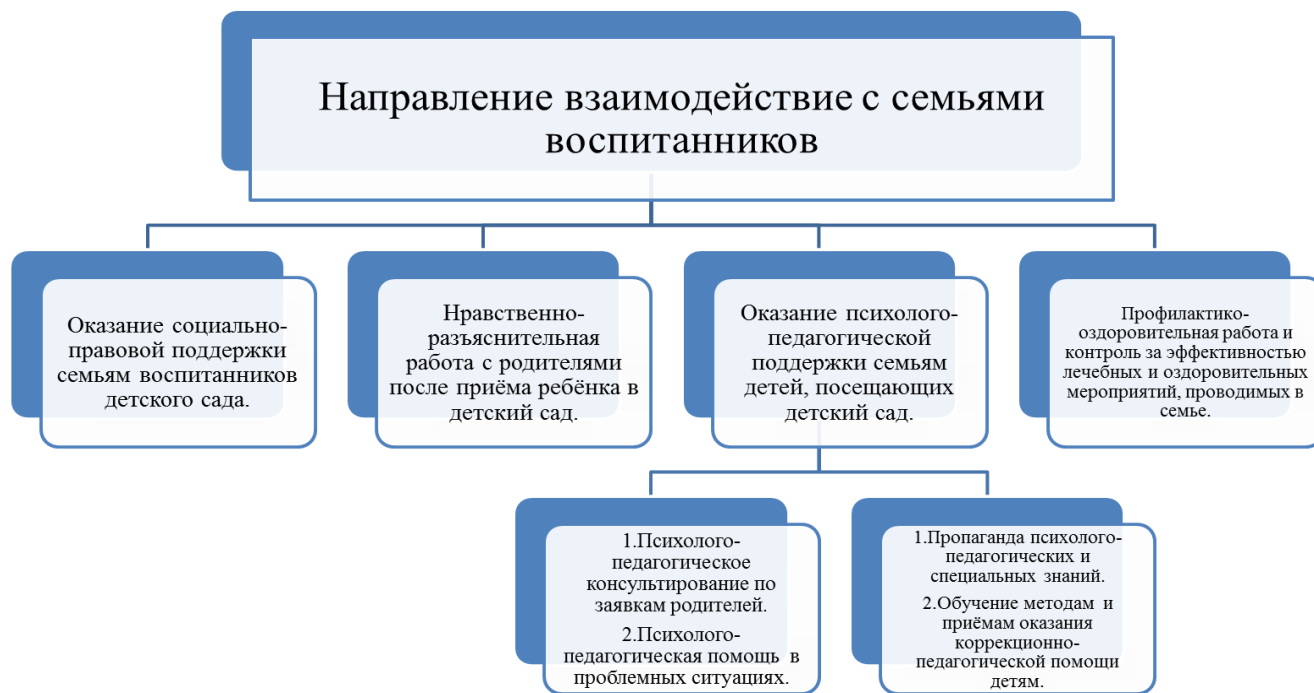 Направление взаимодействие с семьями
воспитанников
Оказание социально-
правовой поддержки
семьям воспитанников
детского сада.
Нравственно-
разъяснительная
работа с родителями
после приёма ребёнка в
детский сад.
Оказание психолого-
педагогической
поддержки семьям
детей, посещающих
детский сад.
Профилактико-
оздоровительная работа и
контроль за эффективностью
лечебных и оздоровительных
мероприятий, проводимых в
семье.
1.Психолого-
педагогическое
консультирование по
заявкам родителей.
2.Психолого-
педагогическая помощь в
проблемных ситуациях.
1.Пропаганда психолого-
педагогических и
специальных знаний.
2.Обучение методам и
приёмам оказания
коррекционно-
педагогической помощи
детям.